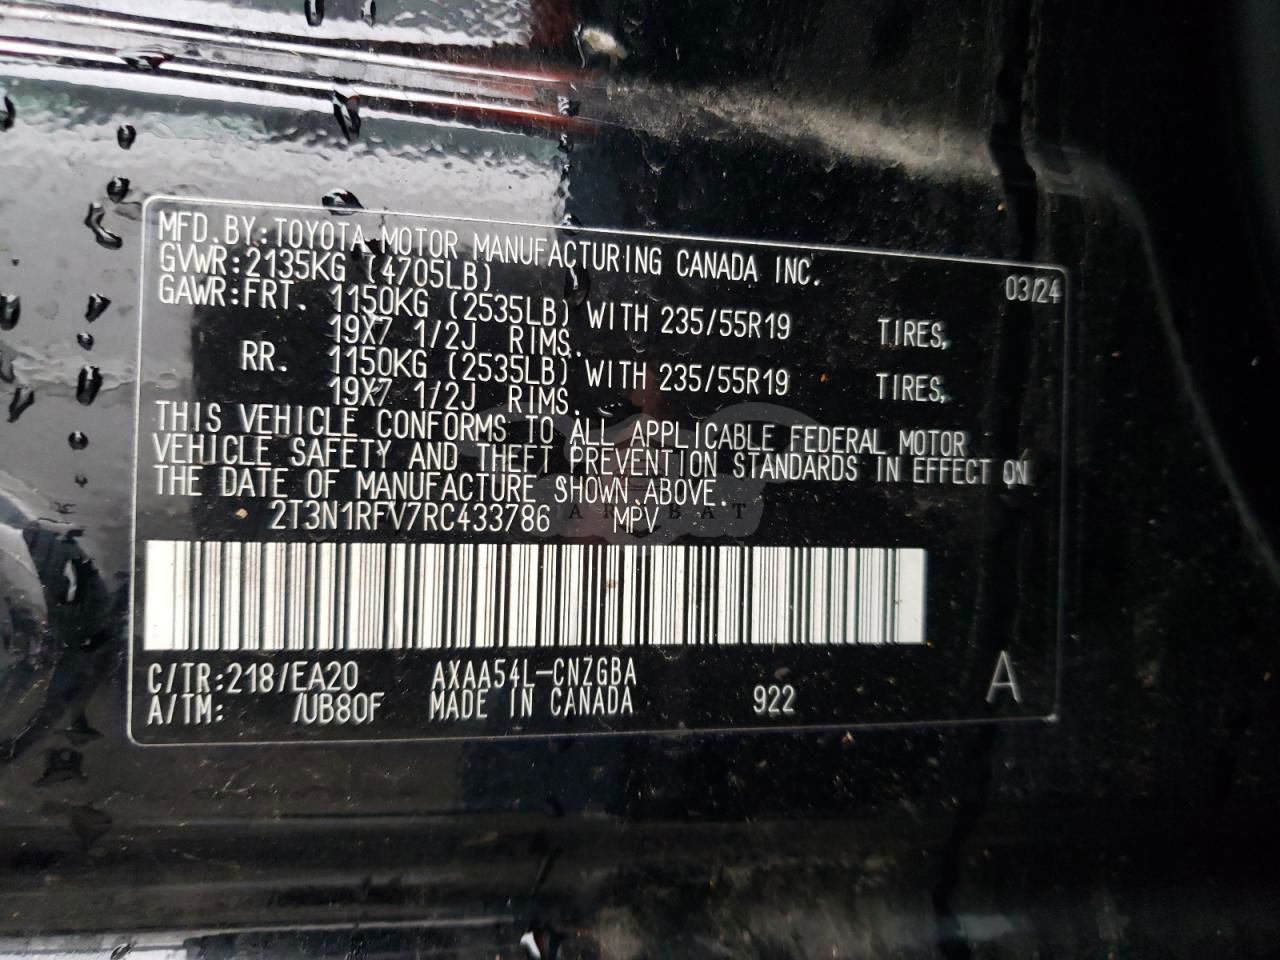 MFD.BY:TOYOTA MOTOR MANUFACTURING CANADA INC.
GVWR:2135KG (4705LB) 03/24
GAWR:FRT. 1150KG (2535LB) WITH 235/55R19 TIRES,
19X7 1/2J RIMS.
RR. 1150KG (2535LB) WITH 235/55R19 TIRES,
19X7 1/2J RIMS.
THIS VEHICLE CONFORMS TO ALL APPLICABLE FEDERAL MOTOR
VEHICLE SAFETY AND THEFT PREVENTION STANDARDS IN EFFECT ON
THE DATE OF MANUFACTURE SHOWN ABOVE.
2T3N1RFV7RC433786 MPV
C/TR:218/EA20 AXAA54L-CNZGBA A
A/TM: /UB80F MADE IN CANADA 922